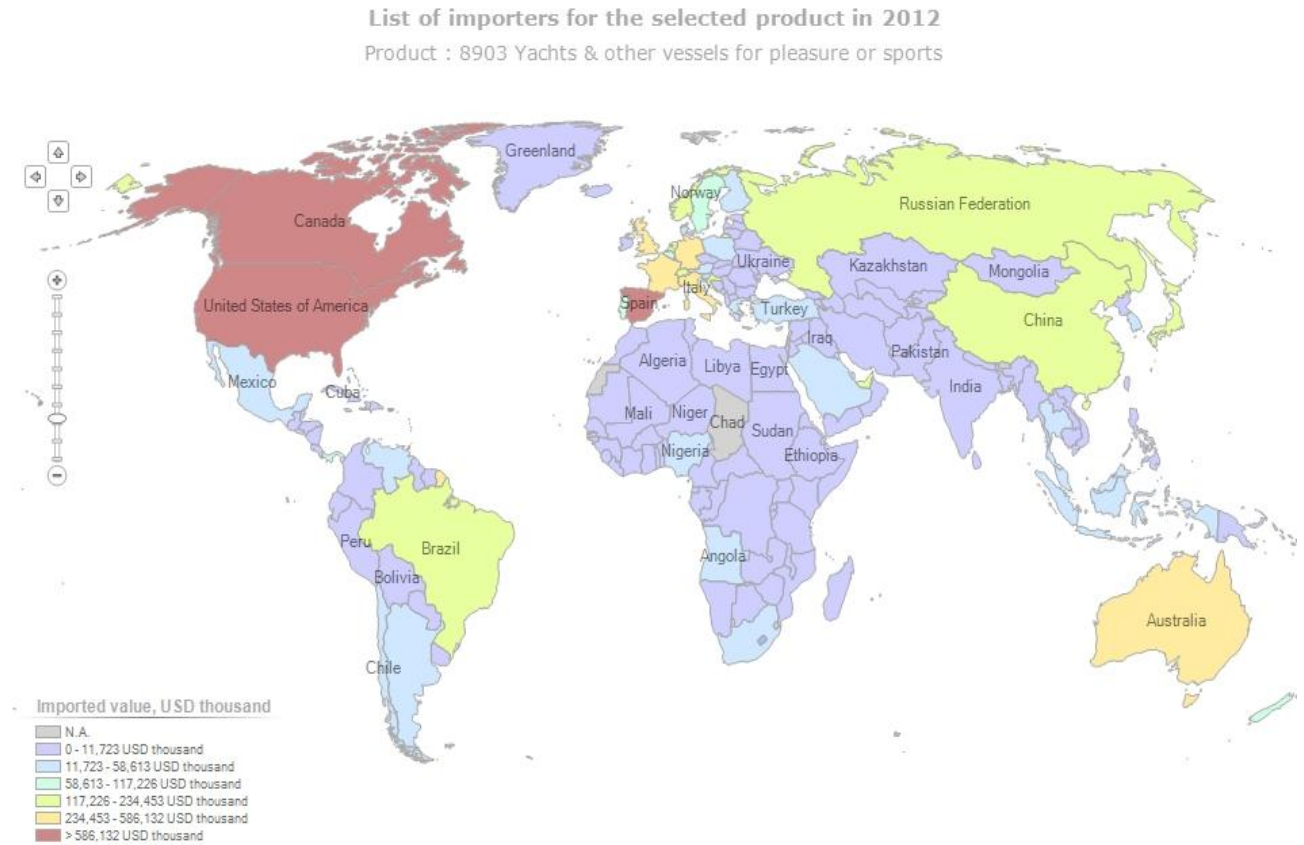 List of importers for the selected product in 2012
Product : 8903 Yachts & other vessels for pleasure or sports
Greenland
Norway
Russian Federation
Canada
Ukraine
Kazakhstan
Mongolia
Italy
Spain
United States of America
Turkey
China
Iraq
Pakistan
Algeria
Libya
Egypt
Mexico
India
Cuba
Mali
Niger
Chad
Sudan
Nigeria
Ethiopia
Peru
Brazil
Angola
Bolivia
Australia
Chile
Imported value, USD thousand
N.A.
0 - 11,723 USD thousand
11,723 - 58,613 USD thousand
58,613 - 117,226 USD thousand
117,226 - 234,453 USD thousand
234,453 - 586,132 USD thousand
> 586,132 USD thousand